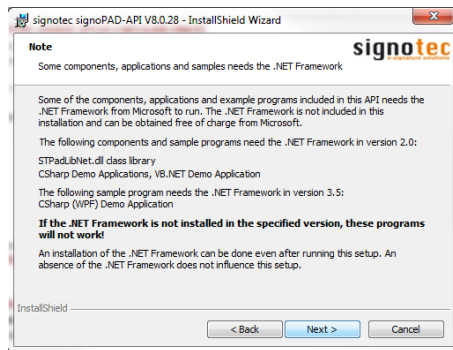 signotec signoPAD-API V8.0.28 - InstallShield Wizard
Note
signotec
e-signature solutions
Some components, applications and samples needs the .NET Framework
Some of the components, applications and example programs included in this API needs the
.NET Framework from Microsoft to run. The .NET Framework is not included in this
installation and can be obtained free of charge from Microsoft.
The following components and sample programs need the .NET Framework in version 2.0:
STPadLibNet.dll class library
CSharp Demo Applications, VB.NET Demo Application
The following sample program needs the .NET Framework in version 3.5:
CSharp (WPF) Demo Application
If the .NET Framework is not installed in the specified version, these programs
will not work!
An installation of the .NET Framework can be done even after running this setup. An
absence of the .NET Framework does not influence this setup.
InstallShield
< Back
Next >
Cancel